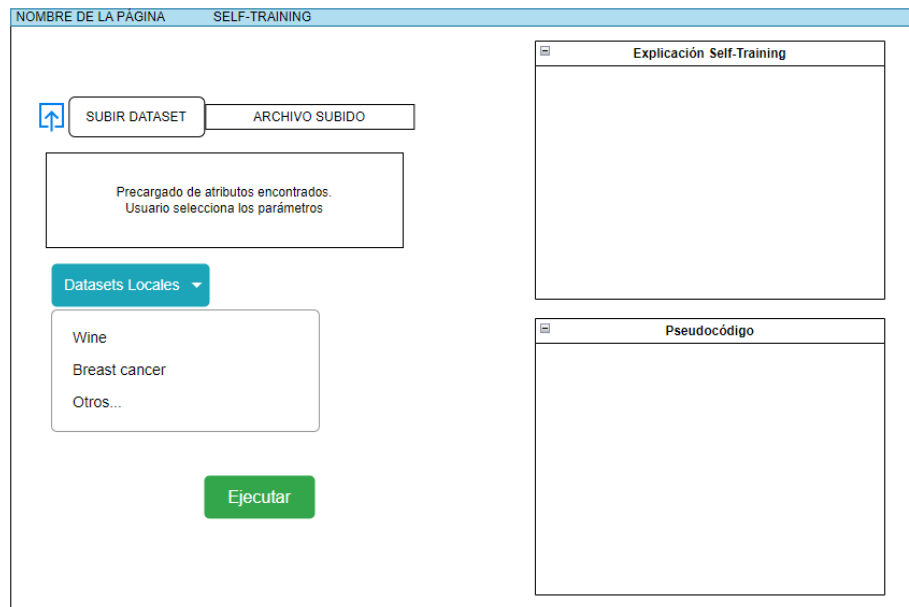 NOMBRE DE LA PÁGINA SELF-TRAINING
SUBIR DATASET ARCHIVO SUBIDO
Precargado de atributos encontrados.
Usuario selecciona los parámetros
Datasets Locales
Wine
Breast cancer
Otros...
Ejecutar
Explicación Self-Training
Pseudocódigo